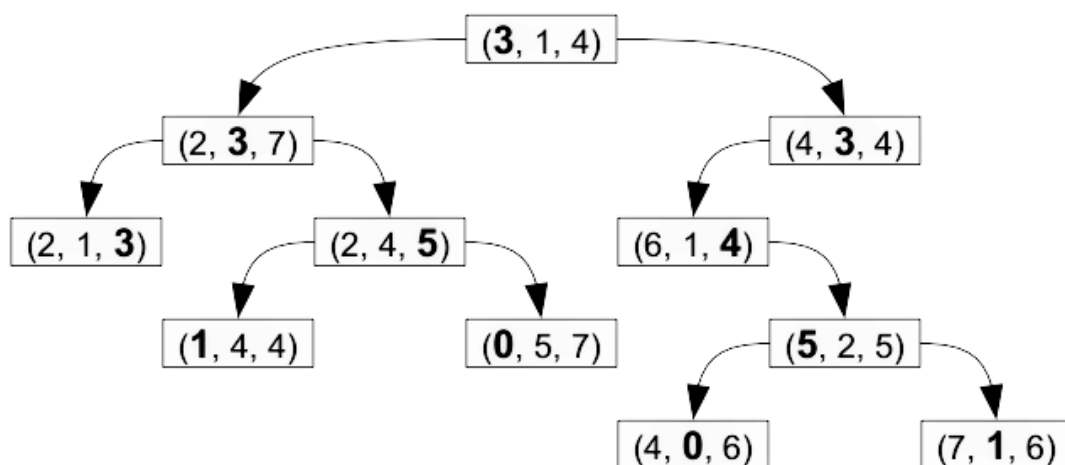 (3, 1, 4)
(2, 3, 7)
(4, 3, 4)
(2, 1, 3)
(2, 4, 5)
(6, 1, 4)
(1, 4, 4)
(0, 5, 7)
(5, 2, 5)
(4, 0, 6)
(7, 1, 6)